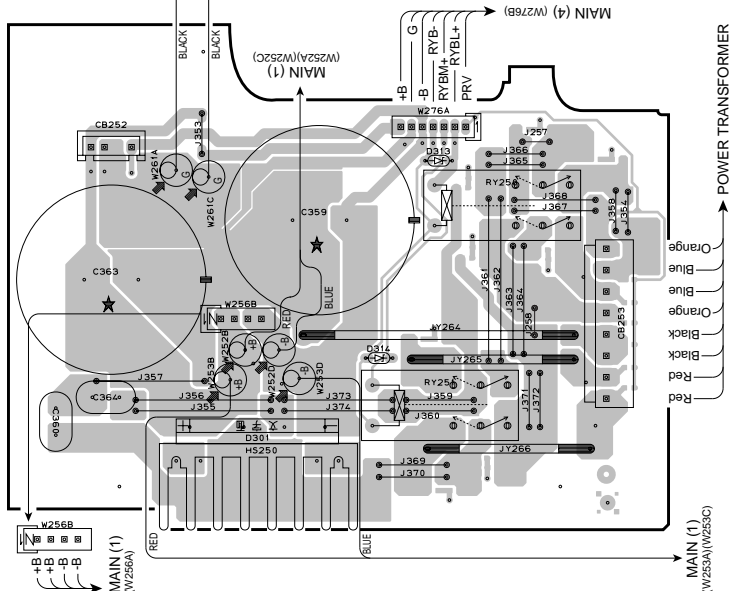 BLACK
BLACK
MAIN (1)
(W252A)(W252C)
MAIN (4)
(W276B)
+B
G
-B
RYB-
RYBM+
RYBL+
PRV
W276A
CB252
J353
W261A
G
G
W261C
D313
J257
J366
J365
RY250
J368
J367
J358
J354
C359
C363
J361
J362
J363
J364
J258
CB253
Orange
Blue
Blue
Orange
Black
Black
Red
Red
POWER TRANSFORMER
W256B
RED
BLUE
JY264
W252B
+B
-B
W252D
D314
JY265
W253B
+B
-B
W253D
J357
C364
J356
J355
J373
J374
J359
J360
J371
J372
C360
D301
HS250
JY266
J369
J370
W256B
+B
+B
-B
-B
MAIN (1)
(W256A)
RED
BLUE
MAIN (1)
(W253A)(W253C)